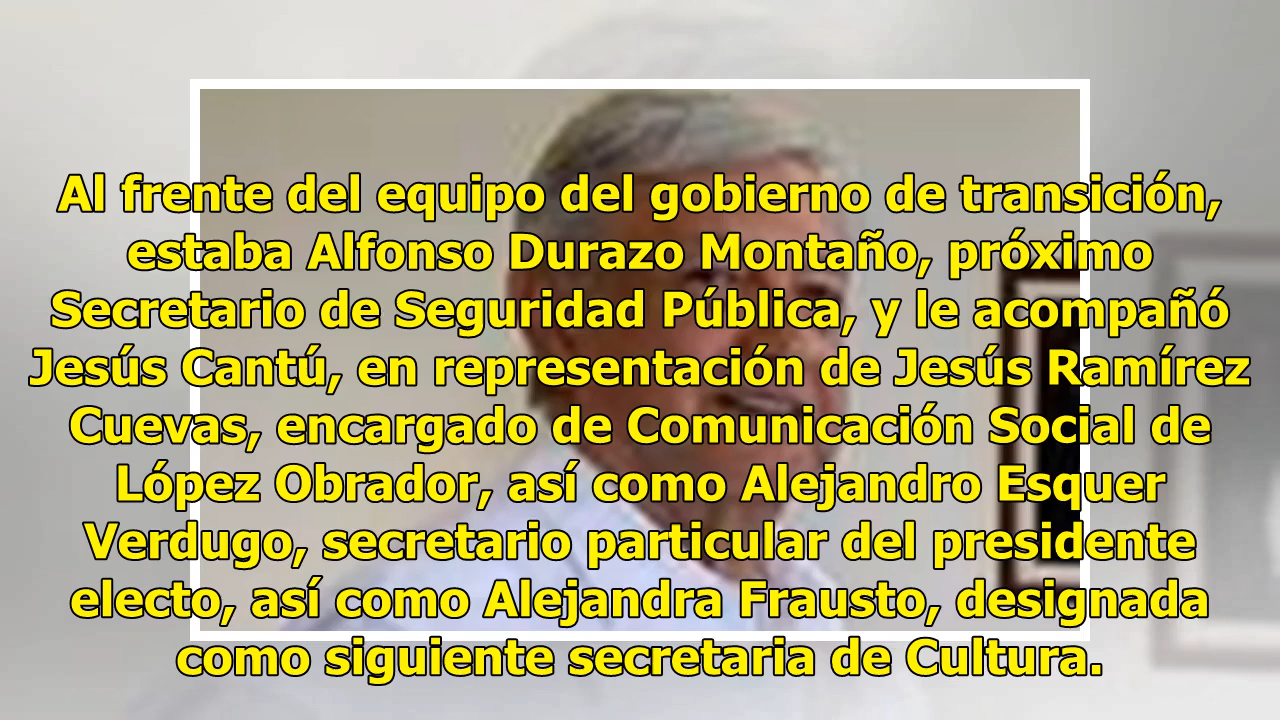 Al frente del equipo del gobierno de transición,
estaba Alfonso Durazo Montaño, próximo
Secretario de Seguridad Pública, y le acompañó
Jesús Cantú, en representación de Jesús Ramírez
Cuevas, encargado de Comunicación Social de
López Obrador, así como Alejandro Esquer
Verdugo, secretario particular del presidente
electo, así como Alejandra Frausto, designada
como siguiente secretaria de Cultura.